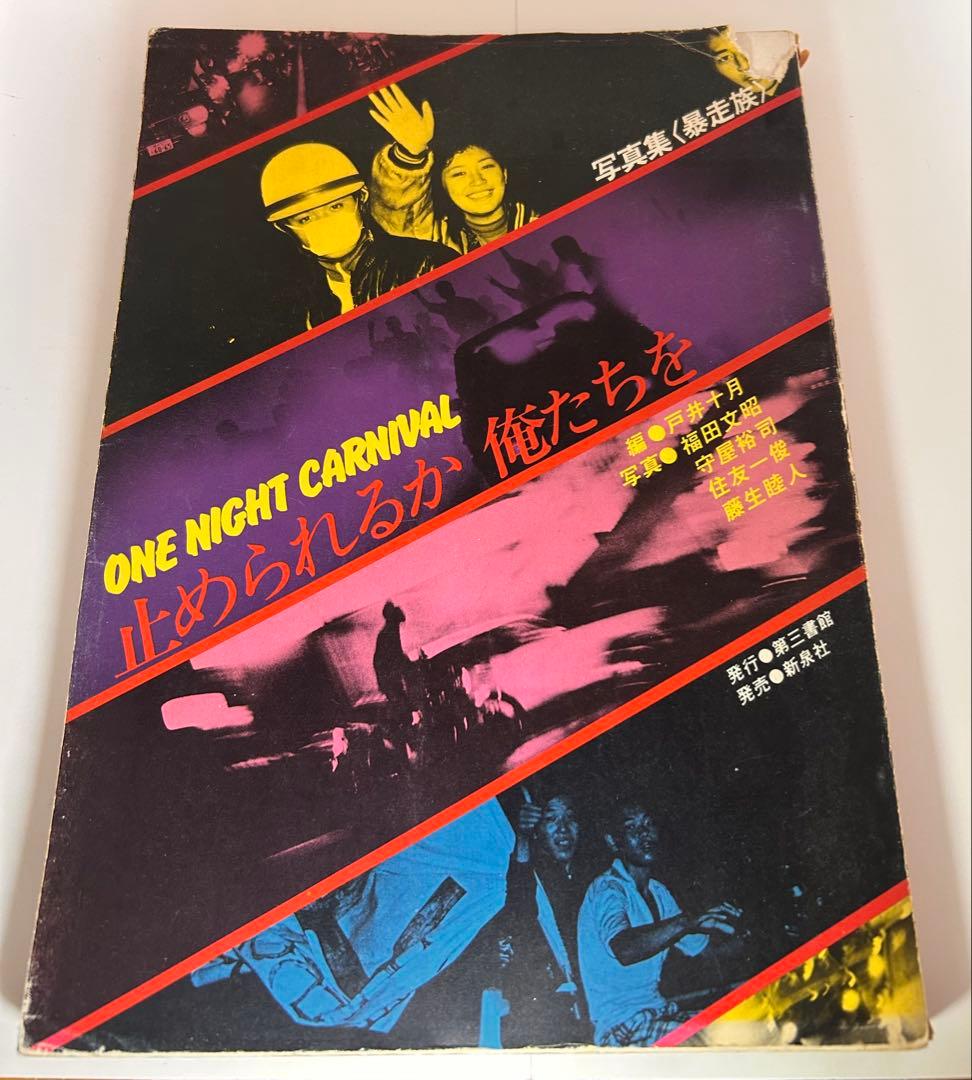 写真集〈暴走族〉
ONE NIGHT CARNIVAL
止められるか 俺たちを
編●戸井十月
写真●福田文昭
守屋裕司
住友一俊
藤生睦人
発行●第三書館
発売●新泉社